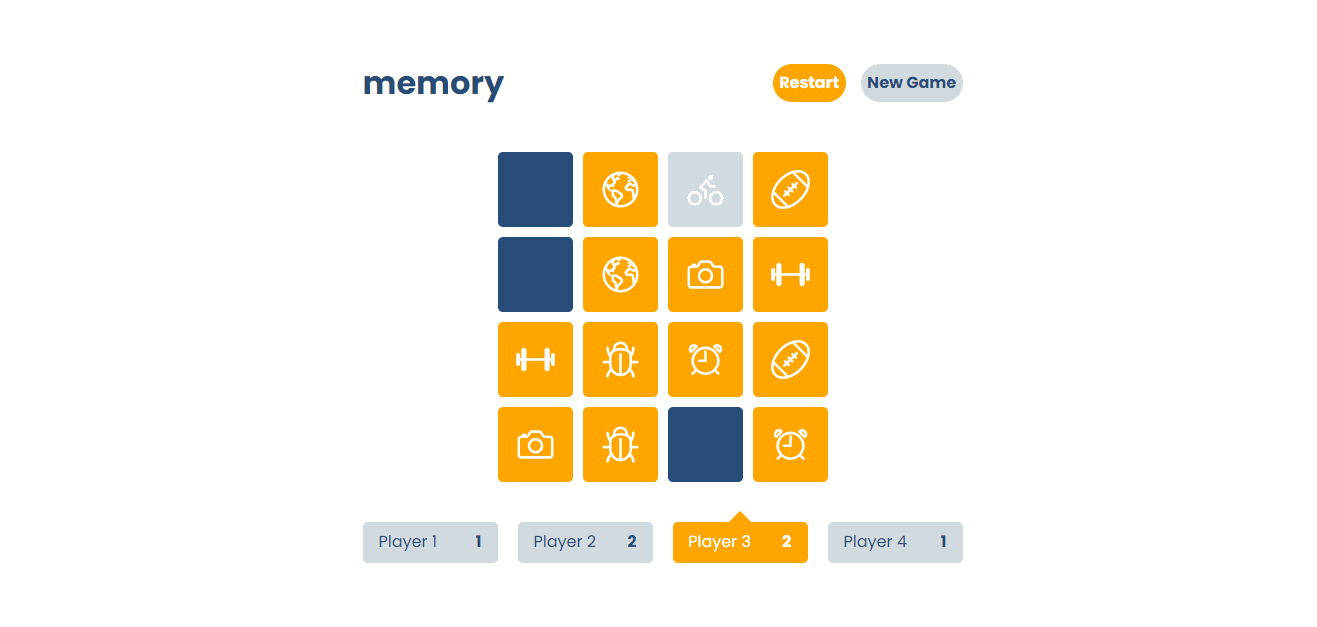 memory
Restart
New Game
Player 1 1
Player 2 2
Player 3 2
Player 4 1